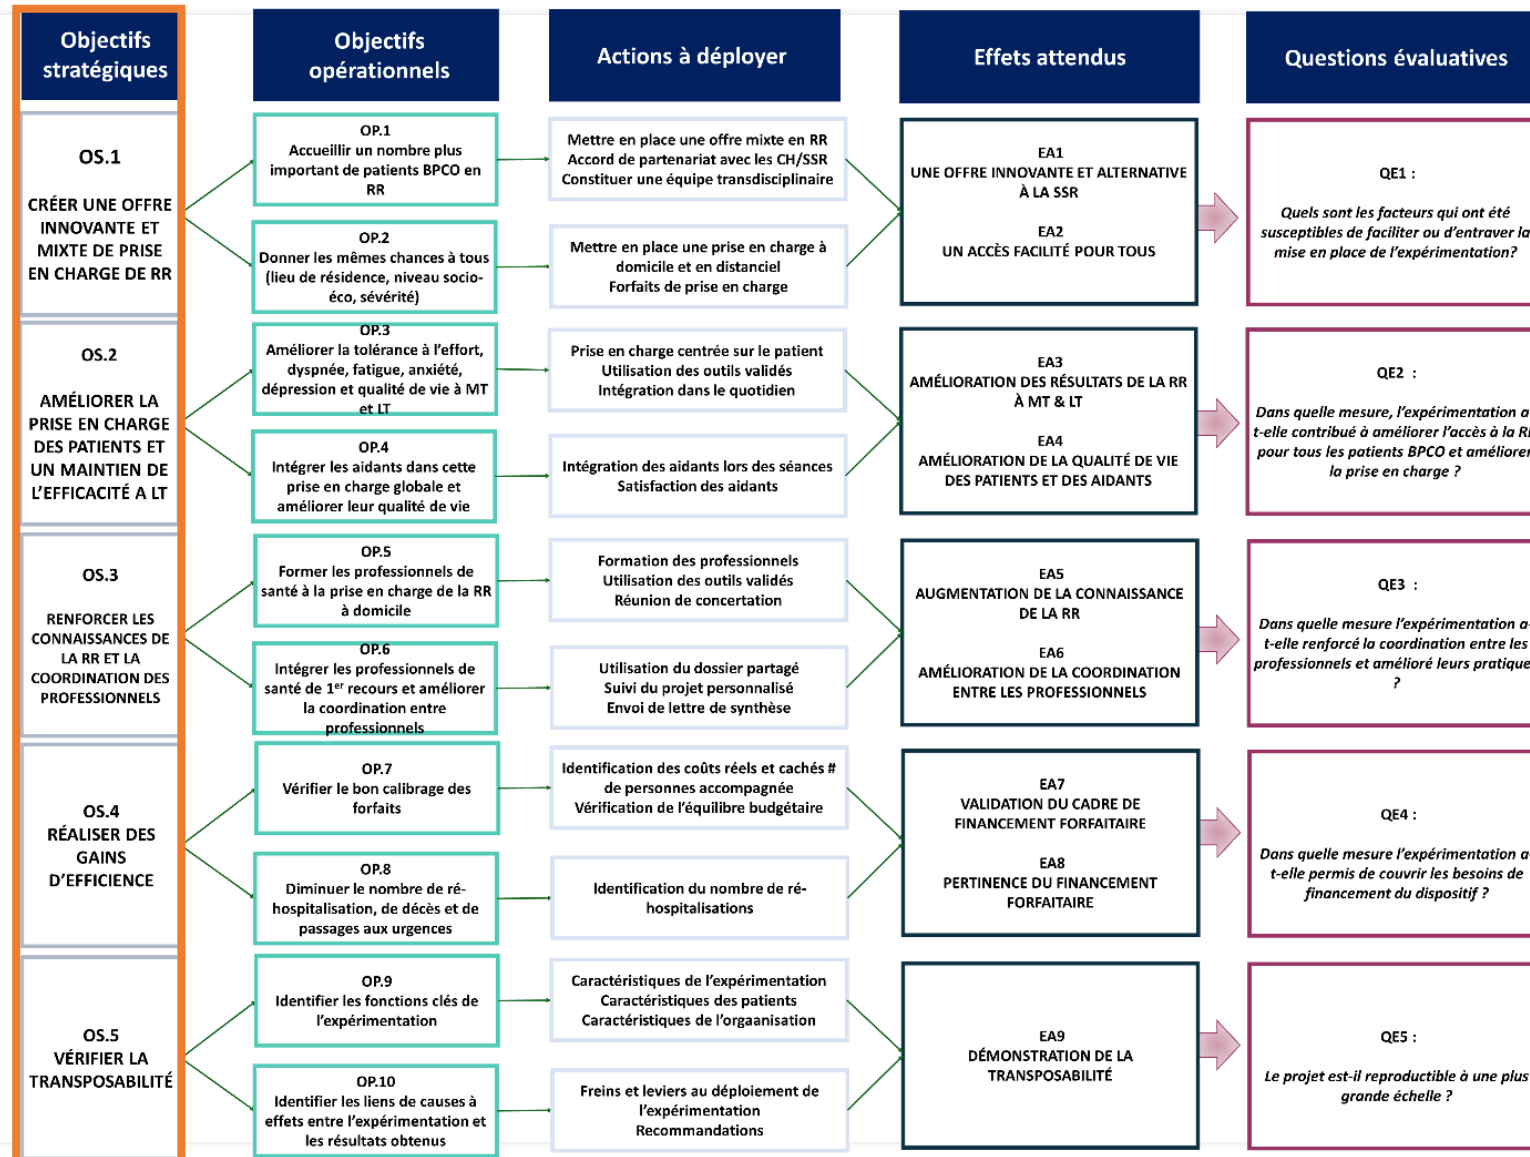 Objectifs
stratégiques
Objectifs
opérationnels
Actions à déployer
Effets attendus
Questions évaluatives
OS.1
CRÉER UNE OFFRE
INNOVANTE ET
MIXTE DE PRISE
EN CHARGE DE RR
OP.1
Accueillir un nombre plus
important de patients BPCO en
RR
Mettre en place une offre mixte en RR
Accord de partenariat avec les CH/SSR
Constituer une équipe transdisciplinaire
OP.2
Donner les mêmes chances à tous
(lieu de résidence, niveau socio-
éco, sévérité)
Mettre en place une prise en charge à
domicile et en distanciel
Forfaits de prise en charge
EA1
UNE OFFRE INNOVANTE ET ALTERNATIVE
À LA SSR
EA2
UN ACCÈS FACILITÉ POUR TOUS
QE1 :
Quels sont les facteurs qui ont été
susceptibles de faciliter ou d'entraver la
mise en place de l'expérimentation?
OS.2
AMÉLIORER LA
PRISE EN CHARGE
DES PATIENTS ET
UN MAINTIEN DE
L'EFFICACITÉ A LT
OP.3
Améliorer la tolérance à l'effort,
dyspnée, fatigue, anxiété,
dépression et qualité de vie à MT
et LT
Prise en charge centrée sur le patient
Utilisation des outils validés
Intégration dans le quotidien
OP.4
Intégrer les aidants dans cette
prise en charge globale et
améliorer leur qualité de vie
Intégration des aidants lors des séances
Satisfaction des aidants
EA3
AMÉLIORATION DES RÉSULTATS DE LA RR
À MT & LT
EA4
AMÉLIORATION DE LA QUALITÉ DE VIE
DES PATIENTS ET DES AIDANTS
QE2 :
Dans quelle mesure, l'expérimentation a-
t-elle contribué à améliorer l'accès à la RR
pour tous les patients BPCO et améliorer
la prise en charge ?
OS.3
RENFORCER LES
CONNAISSANCES DE
LA RR ET LA
COORDINATION DES
PROFESSIONNELS
OP.5
Former les professionnels de
santé à la prise en charge de la RR
à domicile
Formation des professionnels
Utilisation des outils validés
Réunion de concertation
OP.6
Intégrer les professionnels de
santé de 1er recours et améliorer
la coordination entre
professionnels
Utilisation du dossier partagé
Suivi du projet personnalisé
Envoi de lettre de synthèse
EA5
AUGMENTATION DE LA CONNAISSANCE
DE LA RR
EA6
AMÉLIORATION DE LA COORDINATION
ENTRE LES PROFESSIONNELS
QE3 :
Dans quelle mesure l'expérimentation a-
t-elle renforcé la coordination entre les
professionnels et amélioré leurs pratique
?
OS.4
RÉALISER DES
GAINS
D'EFFICIENCE
OP.7
Vérifier le bon calibrage des
forfaits
Identification des coûts réels et cachés #
de personnes accompagnée
Vérification de l'équilibre budgétaire
OP.8
Diminuer le nombre de ré-
hospitalisation, de décès et de
passages aux urgences
Identification du nombre de ré-
hospitalisations
EA7
VALIDATION DU CADRE DE
FINANCEMENT FORFAITAIRE
EA8
PERTINENCE DU FINANCEMENT
FORFAITAIRE
QE4 :
Dans quelle mesure l'expérimentation a-
t-elle permis de couvrir les besoins de
financement du dispositif ?
OS.5
VÉRIFIER LA
TRANSPOSABILITÉ
OP.9
Identifier les fonctions clés de
l'expérimentation
Caractéristiques de l'expérimentation
Caractéristiques des patients
Caractéristiques de l'orgaanisation
OP.10
Identifier les liens de causes à
effets entre l'expérimentation et
les résultats obtenus
Freins et leviers au déploiement de
l'expérimentation
Recommandations
EA9
DÉMONSTRATION DE LA
TRANSPOSABILITÉ
QE5 :
Le projet est-il reproductible à une plus
grande échelle ?